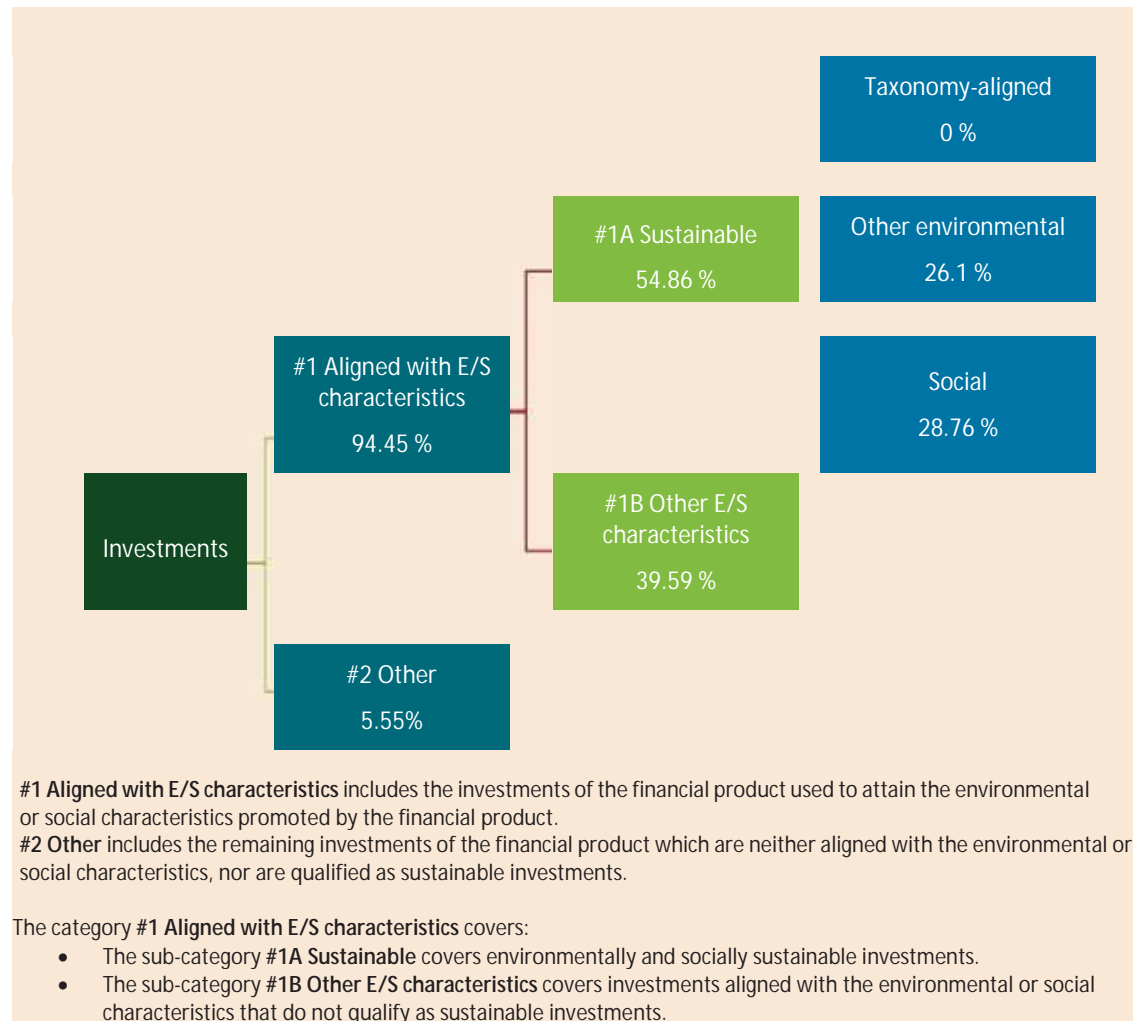 Taxonomy-aligned
0 %
#1A Sustainable
54.86 %
Other environmental
26.1 %
#1 Aligned with E/S
characteristics
94.45 %
Social
28.76 %
Investments
#1B Other E/S
characteristics
39.59 %
#2 Other
5.55%
#1 Aligned with E/S characteristics includes the investments of the financial product used to attain the environmental
or social characteristics promoted by the financial product.
#2 Other includes the remaining investments of the financial product which are neither aligned with the environmental or
social characteristics, nor are qualified as sustainable investments.
The category #1 Aligned with E/S characteristics covers:
• The sub-category #1A Sustainable covers environmentally and socially sustainable investments.
• The sub-category #1B Other E/S characteristics covers investments aligned with the environmental or social
characteristics that do not qualify as sustainable investments.